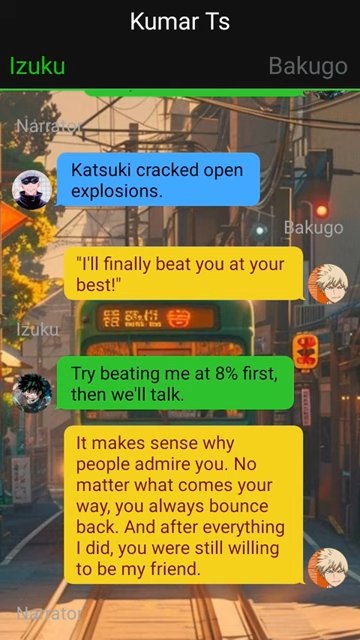 Kumar Ts
Izuku
Bakugo
Narrator
Katsuki cracked open
explosions.
Bakugo
"I'll finally beat you at your
best!"
Izuku
Try beating me at 8% first,
then we'll talk.
It makes sense why
people admire you. No
matter what comes your
way, you always bounce
back. And after everything
I did, you were still willing
to be my friend.
Narrator